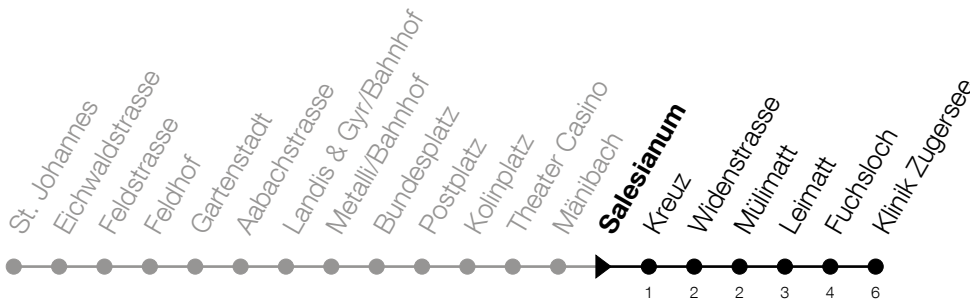 St. Johannes
Eichwaldstrasse
Feldstrasse
Feldhof
Gartenstadt
Aabachstrasse
Landis & Gyr/Bahnhof
Metalli/Bahnhof
Bundesplatz
Postplatz
Kolinplatz
Theater Casino
Mänibach
Salesianum
Kreuz
Widenstrasse
Mülimatt
Leimatt
Fuchsloch
Klinik Zugersee
1 2 2 3 4 6